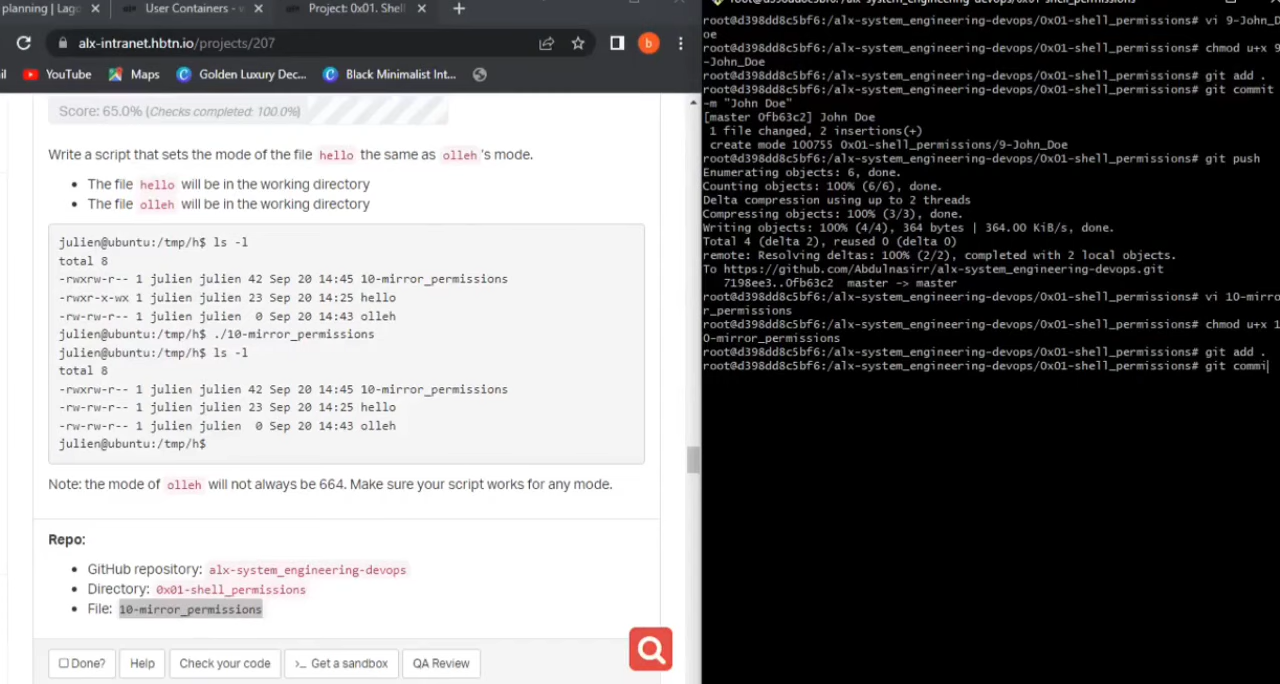 planning | Lago
User Containers -
Project: 0x01. Shell
alx-intranet.hbtn.io/projects/207
b
YouTube
Maps
Golden Luxury Dec...
Black Minimalist Int...
Score: 65.0% (Checks completed: 100.0%)
Write a script that sets the mode of the file hello the same as olleh 's mode.
The file hello will be in the working directory
The file olleh will be in the working directory
julien@ubuntu:/tmp/h$ ls -l
total 8
-rwxrw-r-- 1 julien julien 42 Sep 20 14:45 10-mirror_permissions
-rwxr-x-wx 1 julien julien 23 Sep 20 14:25 hello
-rw-rw-r-- 1 julien julien  0 Sep 20 14:43 olleh
julien@ubuntu:/tmp/h$ ./10-mirror_permissions
julien@ubuntu:/tmp/h$ ls -l
total 8
-rwxrw-r-- 1 julien julien 42 Sep 20 14:45 10-mirror_permissions
-rw-rw-r-- 1 julien julien 23 Sep 20 14:25 hello
-rw-rw-r-- 1 julien julien  0 Sep 20 14:43 olleh
julien@ubuntu:/tmp/h$
Note: the mode of olleh will not always be 664. Make sure your script works for any mode.
Repo:
GitHub repository: alx-system_engineering-devops
Directory: 0x01-shell_permissions
File: 10-mirror_permissions
Done?
Help
Check your code
>_ Get a sandbox
QA Review
root@d398dd8c5bf6:/alx-system_engineering-devops/0x01-shell_permissions# vi 9-John_D
oe
root@d398dd8c5bf6:/alx-system_engineering-devops/0x01-shell_permissions# chmod u+x 9
-John_Doe
root@d398dd8c5bf6:/alx-system_engineering-devops/0x01-shell_permissions# git add .
root@d398dd8c5bf6:/alx-system_engineering-devops/0x01-shell_permissions# git commit
-m "John Doe"
[master 0fb63c2] John Doe
 1 file changed, 2 insertions(+)
 create mode 100755 0x01-shell_permissions/9-John_Doe
root@d398dd8c5bf6:/alx-system_engineering-devops/0x01-shell_permissions# git push
Enumerating objects: 6, done.
Counting objects: 100% (6/6), done.
Delta compression using up to 2 threads
Compressing objects: 100% (3/3), done.
Writing objects: 100% (4/4), 364 bytes | 364.00 KiB/s, done.
Total 4 (delta 2), reused 0 (delta 0)
remote: Resolving deltas: 100% (2/2), completed with 2 local objects.
To https://github.com/Abdulnasirr/alx-system_engineering-devops.git
   7198ee3..0fb63c2  master -> master
root@d398dd8c5bf6:/alx-system_engineering-devops/0x01-shell_permissions# vi 10-mirro
r_permissions
root@d398dd8c5bf6:/alx-system_engineering-devops/0x01-shell_permissions# chmod u+x 1
0-mirror_permissions
root@d398dd8c5bf6:/alx-system_engineering-devops/0x01-shell_permissions# git add .
root@d398dd8c5bf6:/alx-system_engineering-devops/0x01-shell_permissions# git commi